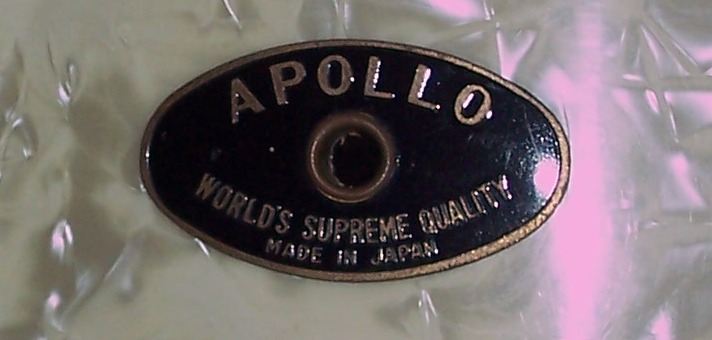 APOLLO
WORLD'S SUPREME QUALITY
MADE IN JAPAN